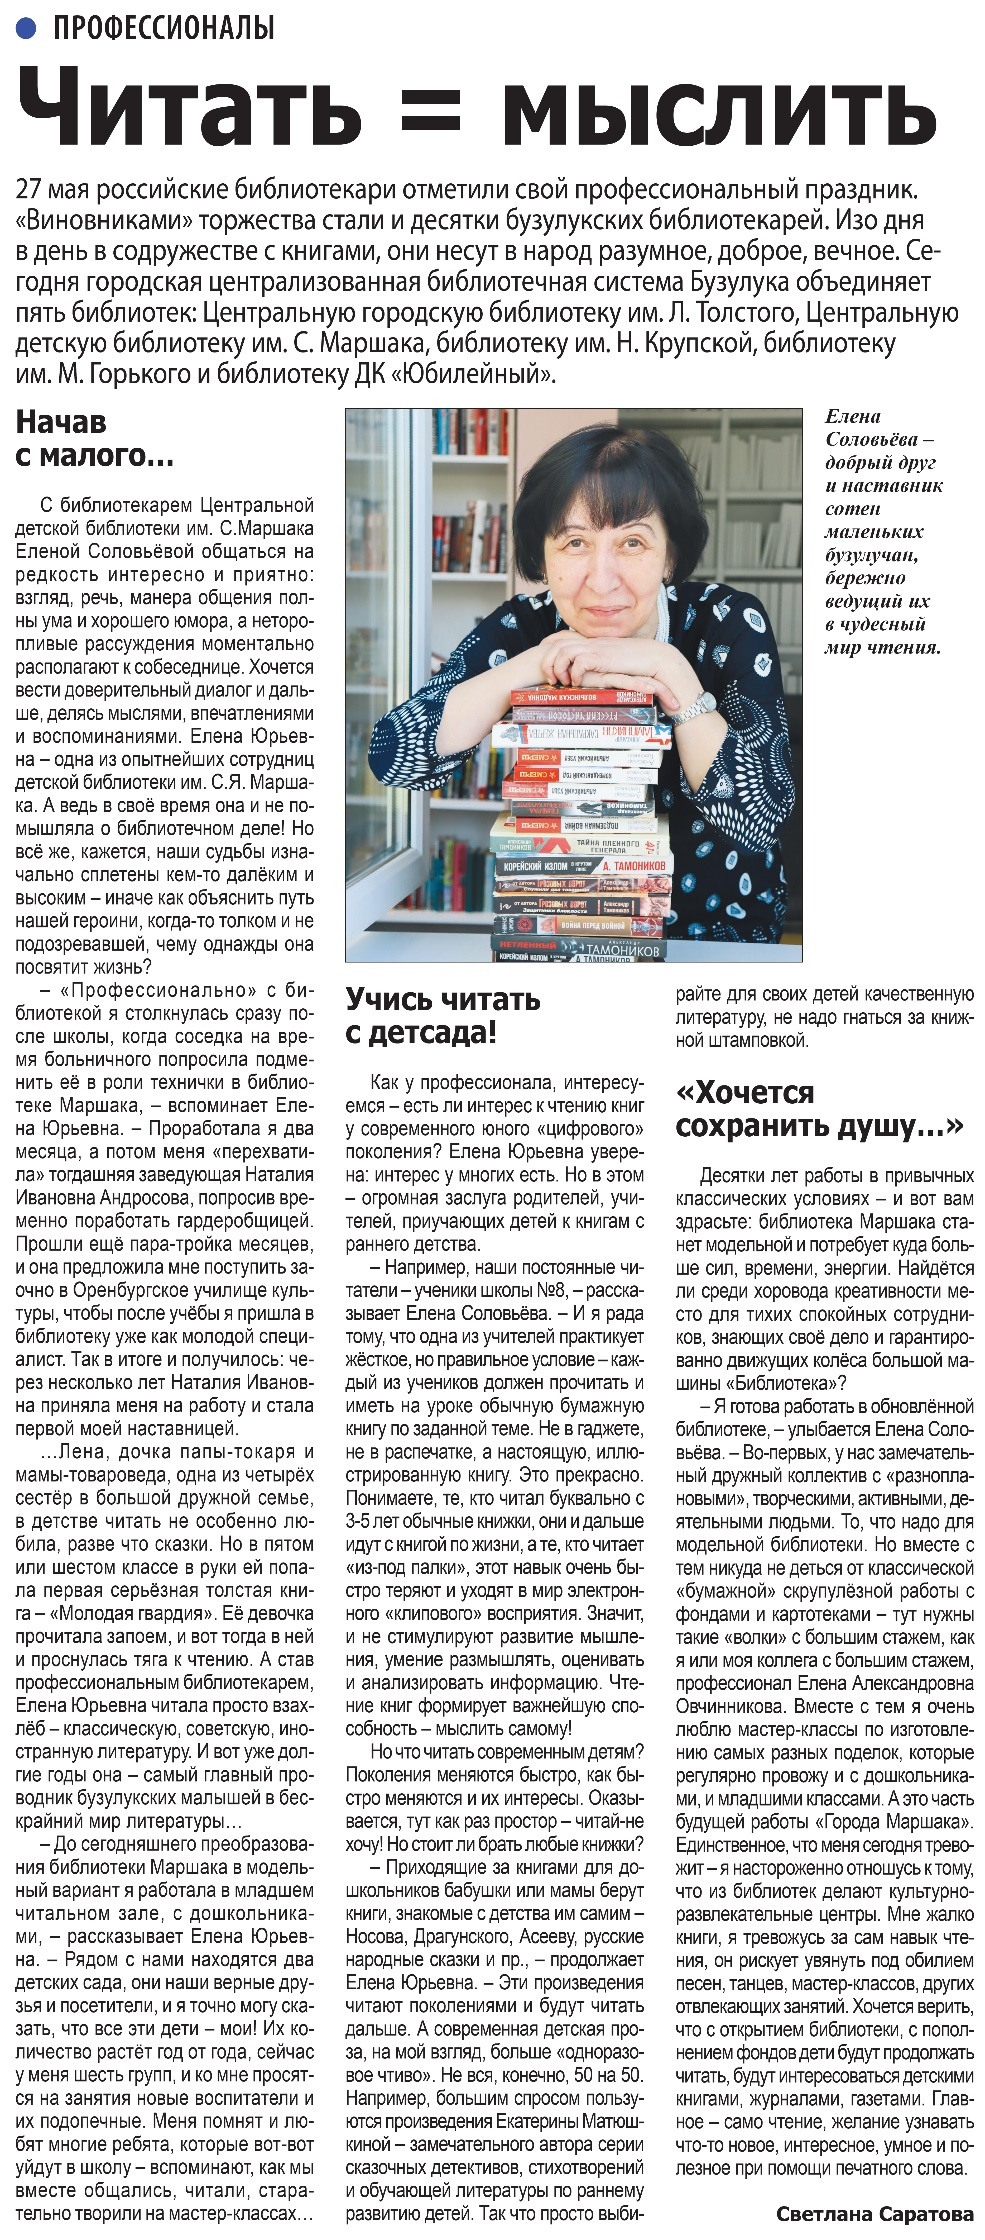 ПРОФЕССИОНАЛЫ
Читать = мыслить
27 мая российские библиотекари отметили свой профессиональный праздник.
«Виновниками» торжества стали и десятки бузулукских библиотекарей. Изо дня
в день в содружестве с книгами, они несут в народ разумное, доброе, вечное. Се-
годня городская централизованная библиотечная система Бузулука объединяет
пять библиотек: Центральную городскую библиотеку им. Л. Толстого, Центральную
детскую библиотеку им. С. Маршака, библиотеку им. Н. Крупской, библиотеку
им. М. Горького и библиотеку ДК «Юбилейный».
Начав
с малого...
С библиотекарем Центральной
детской библиотеки им. С.Маршака
Еленой Соловьёвой общаться на
редкость интересно и приятно:
взгляд, речь, манера общения пол-
ны ума и хорошего юмора, а неторо-
пливые рассуждения моментально
располагают к собеседнице. Хочется
вести доверительный диалог и даль-
ше, делясь мыслями, впечатлениями
и воспоминаниями. Елена Юрьев-
на – одна из опытнейших сотрудниц
детской библиотеки им. С.Я. Марша-
ка. А ведь в своё время она и не по-
мышляла о библиотечном деле! Но
всё же, кажется, наши судьбы изна-
чально сплетены кем-то далёким и
высоким – иначе как объяснить путь
нашей героини, когда-то толком и не
подозревавшей, чему однажды она
посвятит жизнь?
– «Профессионально» с би-
блиотекой я столкнулась сразу по-
сле школы, когда соседка на вре-
мя больничного попросила подме-
нить её в роли технички в библио-
теке Маршака, – вспоминает Еле-
на Юрьевна. – Проработала я два
месяца, а потом меня «перехвати-
ла» тогдашняя заведующая Наталия
Ивановна Андросова, попросив вре-
менно поработать гардеробщицей.
Прошли ещё пара-тройка месяцев,
и она предложила мне поступить за-
очно в Оренбургское училище куль-
туры, чтобы после учёбы я пришла в
библиотеку уже как молодой специ-
алист. Так в итоге и получилось: че-
рез несколько лет Наталия Иванов-
на приняла меня на работу и стала
первой моей наставницей.
...Лена, дочка папы-токаря и
мамы-товароведа, одна из четырёх
сестёр в большой дружной семье,
в детстве читать не особенно лю-
била, разве что сказки. Но в пятом
или шестом классе в руки ей попа-
ла первая серьёзная толстая кни-
га – «Молодая гвардия». Её девочка
прочитала запоем, и вот тогда в ней
и проснулась тяга к чтению. А став
профессиональным библиотекарем,
Елена Юрьевна читала просто взах-
лёб – классическую, советскую, ино-
странную литературу. И вот уже дол-
гие годы она – самый главный про-
водник бузулукских малышей в бес-
крайний мир литературы...
– До сегодняшнего преобразова-
ния библиотеки Маршака в модель-
ный вариант я работала в младшем
читальном зале, с дошкольника-
ми, – рассказывает Елена Юрьев-
на. – Рядом с нами находятся два
детских сада, они наши верные дру-
зья и посетители, и я точно могу ска-
зать, что все эти дети – мои! Их ко-
личество растёт год от года, сейчас
у меня шесть групп, и ко мне просят-
ся на занятия новые воспитатели и
их подопечные. Меня помнят и лю-
бят многие ребята, которые вот-вот
уйдут в школу – вспоминают, как мы
вместе общались, читали, стара-
тельно творили на мастер-классах...
Елена
Соловьёва –
добрый друг
и наставник
сотен
маленьких
бузулучан,
бережно
ведущий их
в чудесный
мир чтения.
ВОЛЫНСКАЯ МАДОННА
СМЕРШ
ТАМОНИКОВ
ПОДЗЕМНАЯ ВОЙНА
СМЕРШ
ТАЙНА ПЛЕННОГО
ГЕНЕРАЛА
КОРЕЙСКИЙ ИЗЛОМ
А. ТАМОНИКОВ
ВОЙНА ПЕРЕД ВОЙНОЙ
НЕТЛЕННЫЙ
АЛЕКСАНДР
ТАМОНИКОВ
КОРЕЙСКИЙ ИЗЛОМ
А. ТАМОНИКОВ
Учись читать
с детсада!
Как у профессионала, интересу-
емся – есть ли интерес к чтению книг
у современного юного «цифрового»
поколения? Елена Юрьевна увере-
на: интерес у многих есть. Но в этом
– огромная заслуга родителей, учи-
телей, приучающих детей к книгам с
раннего детства.
– Например, наши постоянные чи-
татели – ученики школы №8, – расска-
зывает Елена Соловьёва. – И я рада
тому, что одна из учителей практикует
жёсткое, но правильное условие – каж-
дый из учеников должен прочитать и
иметь на уроке обычную бумажную
книгу по заданной теме. Не в гаджете,
не в распечатке, а настоящую, иллю-
стрированную книгу. Это прекрасно.
Понимаете, те, кто читал буквально с
3-5 лет обычные книжки, они и дальше
идут с книгой по жизни, а те, кто читает
«из-под палки», этот навык очень бы-
стро теряют и уходят в мир электрон-
ного «клипового» восприятия. Значит,
и не стимулируют развитие мышле-
ния, умение размышлять, оценивать
и анализировать информацию. Чте-
ние книг формирует важнейшую спо-
собность – мыслить самому!
Но что читать современным детям?
Поколения меняются быстро, как бы-
стро меняются и их интересы. Оказы-
вается, тут как раз простор – читай-не
хочу! Но стоит ли брать любые книжки?
– Приходящие за книгами для до-
школьников бабушки или мамы берут
книги, знакомые с детства им самим –
Носова, Драгунского, Асееву, русские
народные сказки и пр., – продолжает
Елена Юрьевна. – Эти произведения
читают поколениями и будут читать
дальше. А современная детская про-
за, на мой взгляд, больше «одноразо-
вое чтиво». Не вся, конечно, 50 на 50.
Например, большим спросом пользу-
ются произведения Екатерины Матюш-
киной – замечательного автора серии
сказочных детективов, стихотворений
и обучающей литературы по раннему
развитию детей. Так что просто выби-
райте для своих детей качественную
литературу, не надо гнаться за книж-
ной штамповкой.
«Хочется
сохранить душу...»
Десятки лет работы в привычных
классических условиях – и вот вам
здрасьте: библиотека Маршака ста-
нет модельной и потребует куда боль-
ше сил, времени, энергии. Найдётся
ли среди хоровода креативности ме-
сто для тихих спокойных сотрудни-
ков, знающих своё дело и гарантиро-
ванно движущих колёса большой ма-
шины «Библиотека»?
– Я готова работать в обновлённой
библиотеке, – улыбается Елена Соло-
вьёва. – Во-первых, у нас замечатель-
ный дружный коллектив с «разнопла-
новыми», творческими, активными, де-
ятельными людьми. То, что надо для
модельной библиотеки. Но вместе с
тем никуда не деться от классической
«бумажной» скрупулёзной работы с
фондами и картотеками – тут нужны
такие «волки» с большим стажем, как
я или моя коллега с большим стажем,
профессионал Елена Александровна
Овчинникова. Вместе с тем я очень
люблю мастер-классы по изготовле-
нию самых разных поделок, которые
регулярно провожу и с дошкольника-
ми, и младшими классами. А это часть
будущей работы «Города Маршака».
Единственное, что меня сегодня трево-
жит – я настороженно отношусь к тому,
что из библиотек делают культурно-
развлекательные центры. Мне жалко
книги, я тревожусь за сам навык чте-
ния, он рискует увянуть под обилием
песен, танцев, мастер-классов, других
отвлекающих занятий. Хочется верить,
что с открытием библиотеки, с попол-
нением фондов дети будут продолжать
читать, будут интересоваться детскими
книгами, журналами, газетами. Глав-
ное – само чтение, желание узнавать
что-то новое, интересное, умное и по-
лезное при помощи печатного слова.
Светлана Саратова